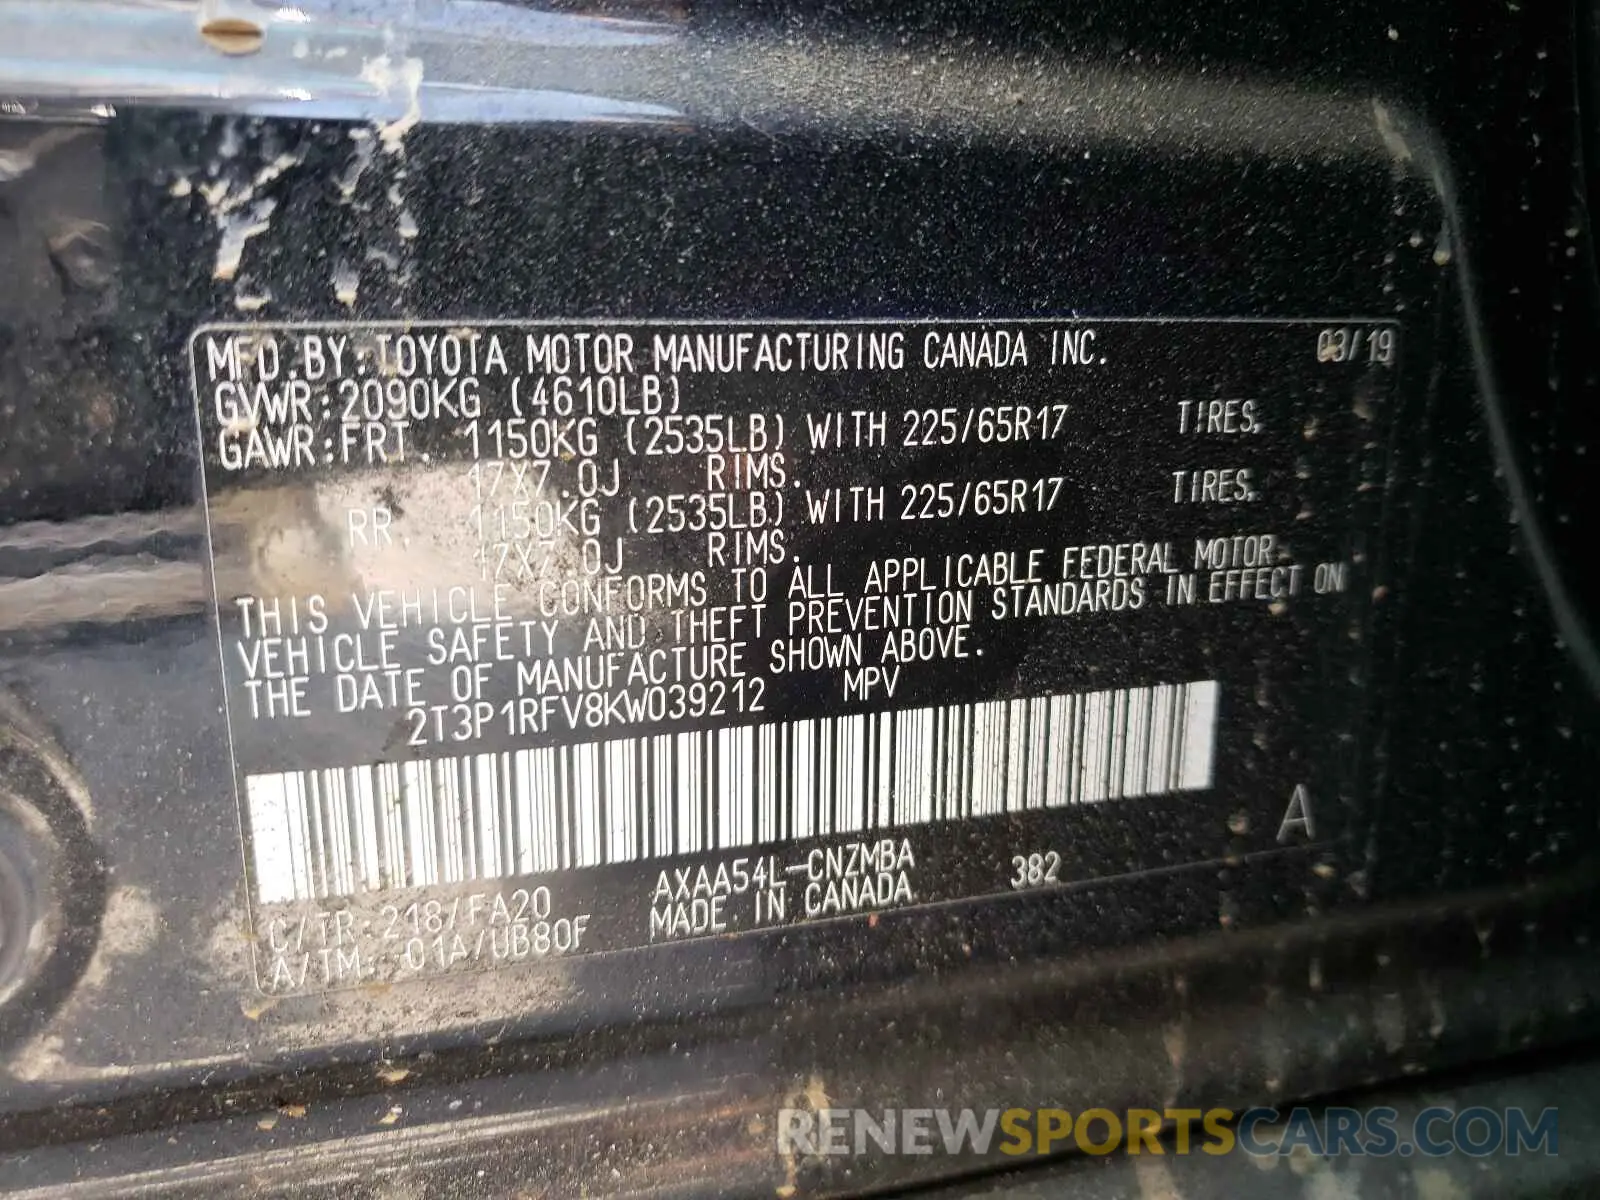 MFD.BY:TOYOTA MOTOR MANUFACTURING CANADA INC. 03/19
GVWR:2090KG (4610LB)
GAWR:FRT. 1150KG (2535LB) WITH 225/65R17 TIRES,
17X7.0J RIMS.
RR. 1150KG (2535LB) WITH 225/65R17 TIRES,
17X7.0J RIMS.
THIS VEHICLE CONFORMS TO ALL APPLICABLE FEDERAL MOTOR
VEHICLE SAFETY AND THEFT PREVENTION STANDARDS IN EFFECT ON
THE DATE OF MANUFACTURE SHOWN ABOVE.
2T3P1RFV8KW039212 MPV
A
C/TR:218/FA20 AXAA54L-CNZMBA 382
A/TM:-01A/UB80F MADE IN CANADA
RENEWSPORTSCARS.COM